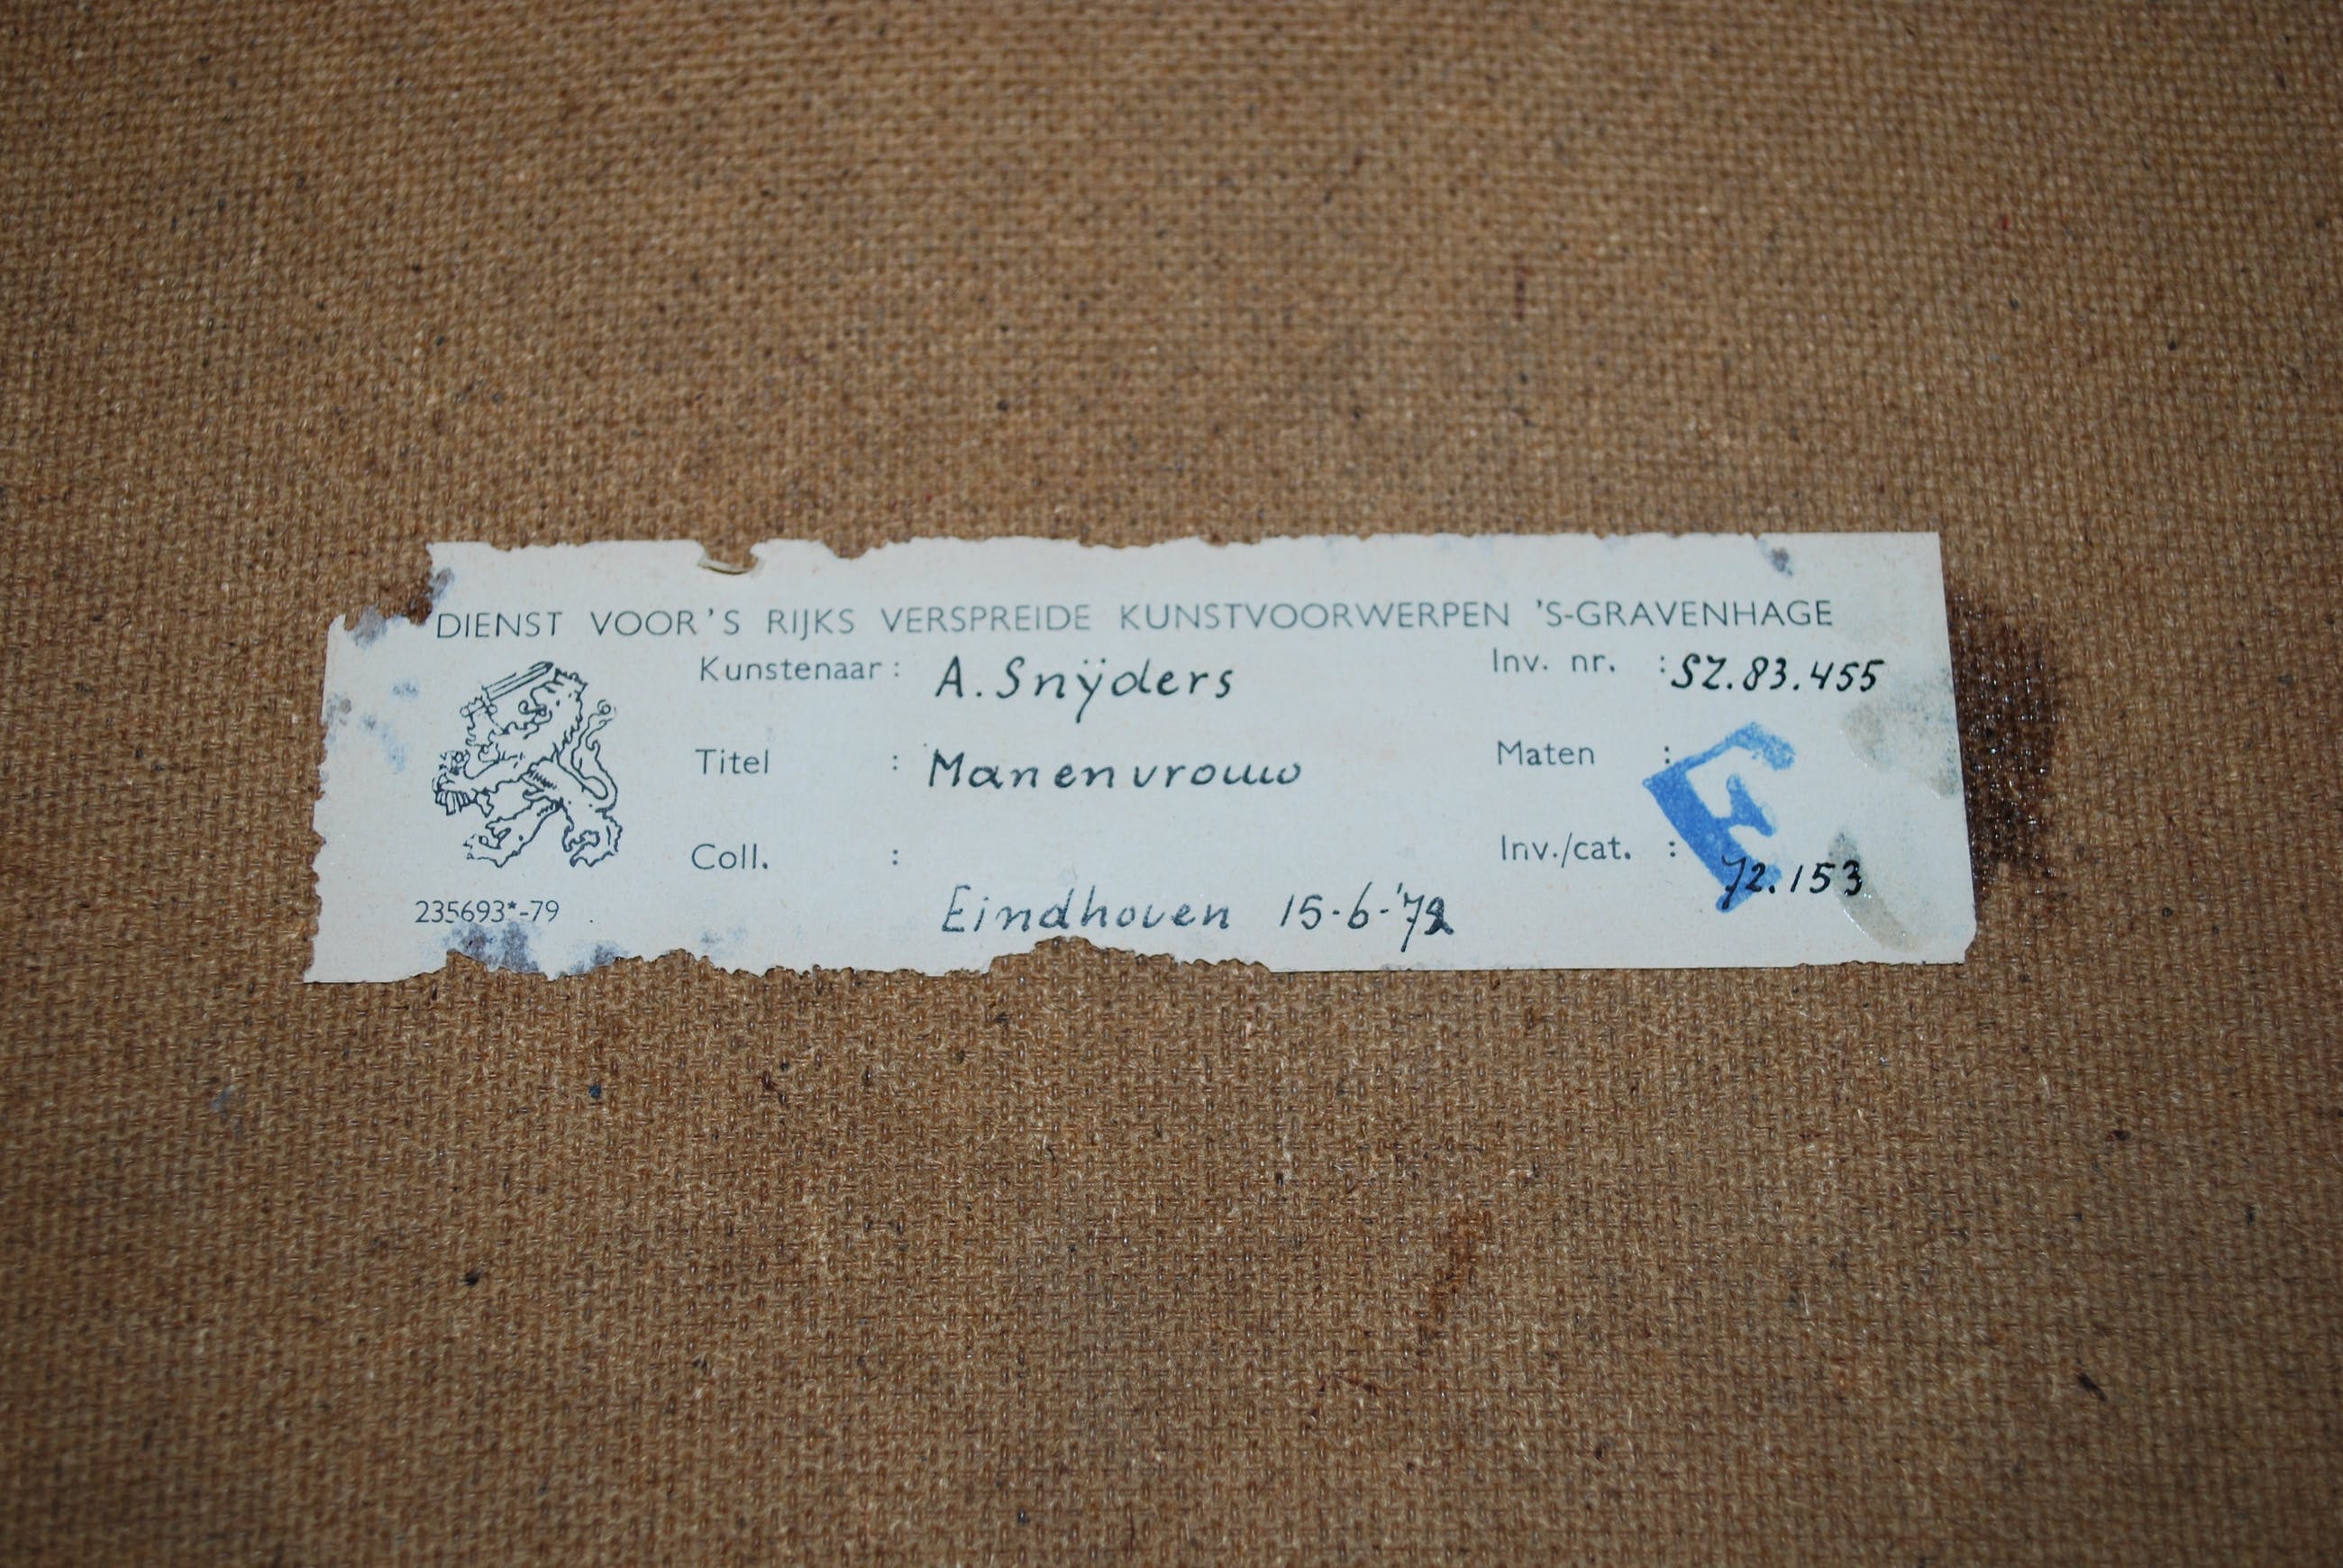 DIENST VOOR'S RIJKS VERSPREIDE KUNSTVOORWERPEN 'S-GRAVENHAGE
Kunstenaar : A. Snÿders Inv. nr. : SZ.83.455
Titel : Manenvrouw Maten :
E
Coll. : Inv./cat. : 72.153
235693*-79 Eindhoven 15-6-'72